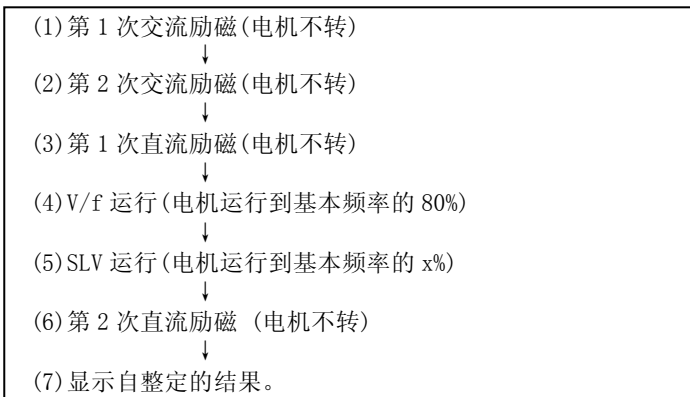 (1)第1次交流励磁(电机不转)
↓
(2)第2次交流励磁(电机不转)
↓
(3)第1次直流励磁(电机不转)
↓
(4)V/f 运行(电机运行到基本频率的 80%)
↓
(5)SLV 运行(电机运行到基本频率的 x%)
↓
(6)第2次直流励磁 (电机不转)
↓
(7)显示自整定的结果。